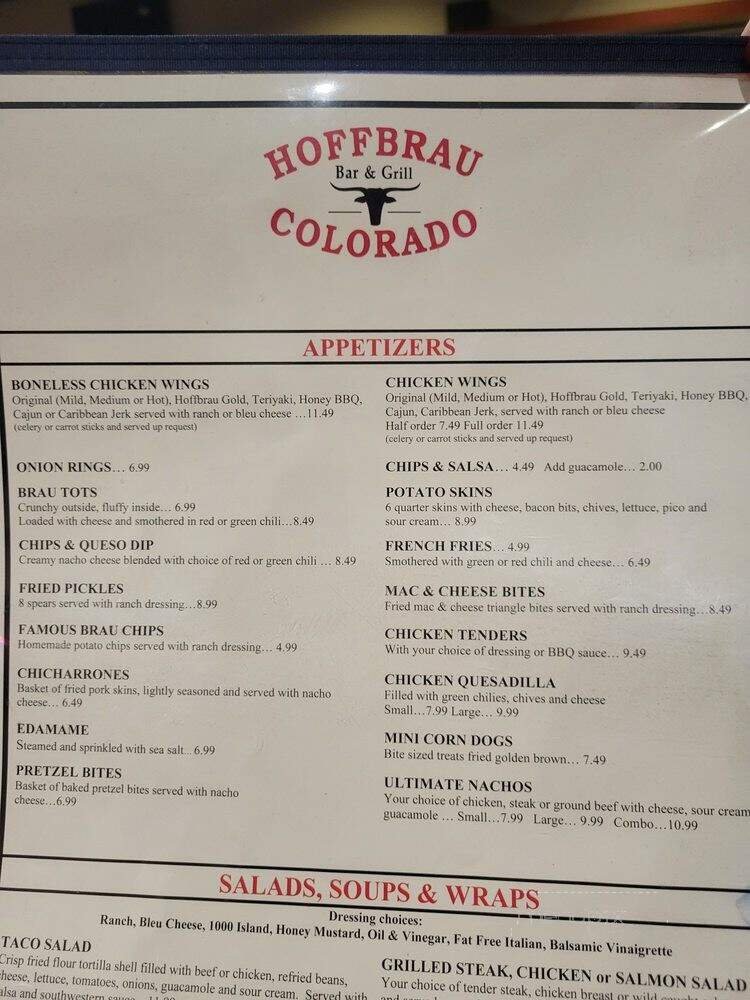 HOFFBRAU
Bar & Grill
COLORADO
APPETIZERS
BONELESS CHICKEN WINGS
Original (Mild, Medium or Hot), Hoffbrau Gold, Teriyaki, Honey BBQ,
Cajun or Caribbean Jerk served with ranch or bleu cheese …11.49
(celery or carrot sticks and served up request)
ONION RINGS… 6.99
BRAU TOTS
Crunchy outside, fluffy inside… 6.99
Loaded with cheese and smothered in red or green chili…8.49
CHIPS & QUESO DIP
Creamy nacho cheese blended with choice of red or green chili … 8.49
FRIED PICKLES
8 spears served with ranch dressing…8.99
FAMOUS BRAU CHIPS
Homemade potato chips served with ranch dressing… 4.99
CHICHARRONES
Basket of fried pork skins, lightly seasoned and served with nacho
cheese… 6.49
EDAMAME
Steamed and sprinkled with sea salt... 6.99
PRETZEL BITES
Basket of baked pretzel bites served with nacho
cheese…6.99
CHICKEN WINGS
Original (Mild, Medium or Hot), Hoffbrau Gold, Teriyaki, Honey BBQ,
Cajun, Caribbean Jerk, served with ranch or bleu cheese
Half order 7.49 Full order 11.49
(celery or carrot sticks and served up request)
CHIPS & SALSA… 4.49 Add guacamole… 2.00
POTATO SKINS
6 quarter skins with cheese, bacon bits, chives, lettuce, pico and
sour cream… 8.99
FRENCH FRIES… 4.99
Smothered with green or red chili and cheese… 6.49
MAC & CHEESE BITES
Fried mac & cheese triangle bites served with ranch dressing…8.49
CHICKEN TENDERS
With your choice of dressing or BBQ sauce… 9.49
CHICKEN QUESADILLA
Filled with green chilies, chives and cheese
Small…7.99 Large… 9.99
MINI CORN DOGS
Bite sized treats fried golden brown… 7.49
ULTIMATE NACHOS
Your choice of chicken, steak or ground beef with cheese, sour cream
guacamole … Small…7.99 Large… 9.99 Combo…10.99
SALADS, SOUPS & WRAPS
Dressing choices:
Ranch, Bleu Cheese, 1000 Island, Honey Mustard, Oil & Vinegar, Fat Free Italian, Balsamic Vinaigrette
TACO SALAD
Crisp fried flour tortilla shell filled with beef or chicken, refried beans,
cheese, lettuce, tomatoes, onions, guacamole and sour cream. Served with
salsa and southwestern sauce
GRILLED STEAK, CHICKEN or SALMON SALAD
Your choice of tender steak, chicken breast or wild